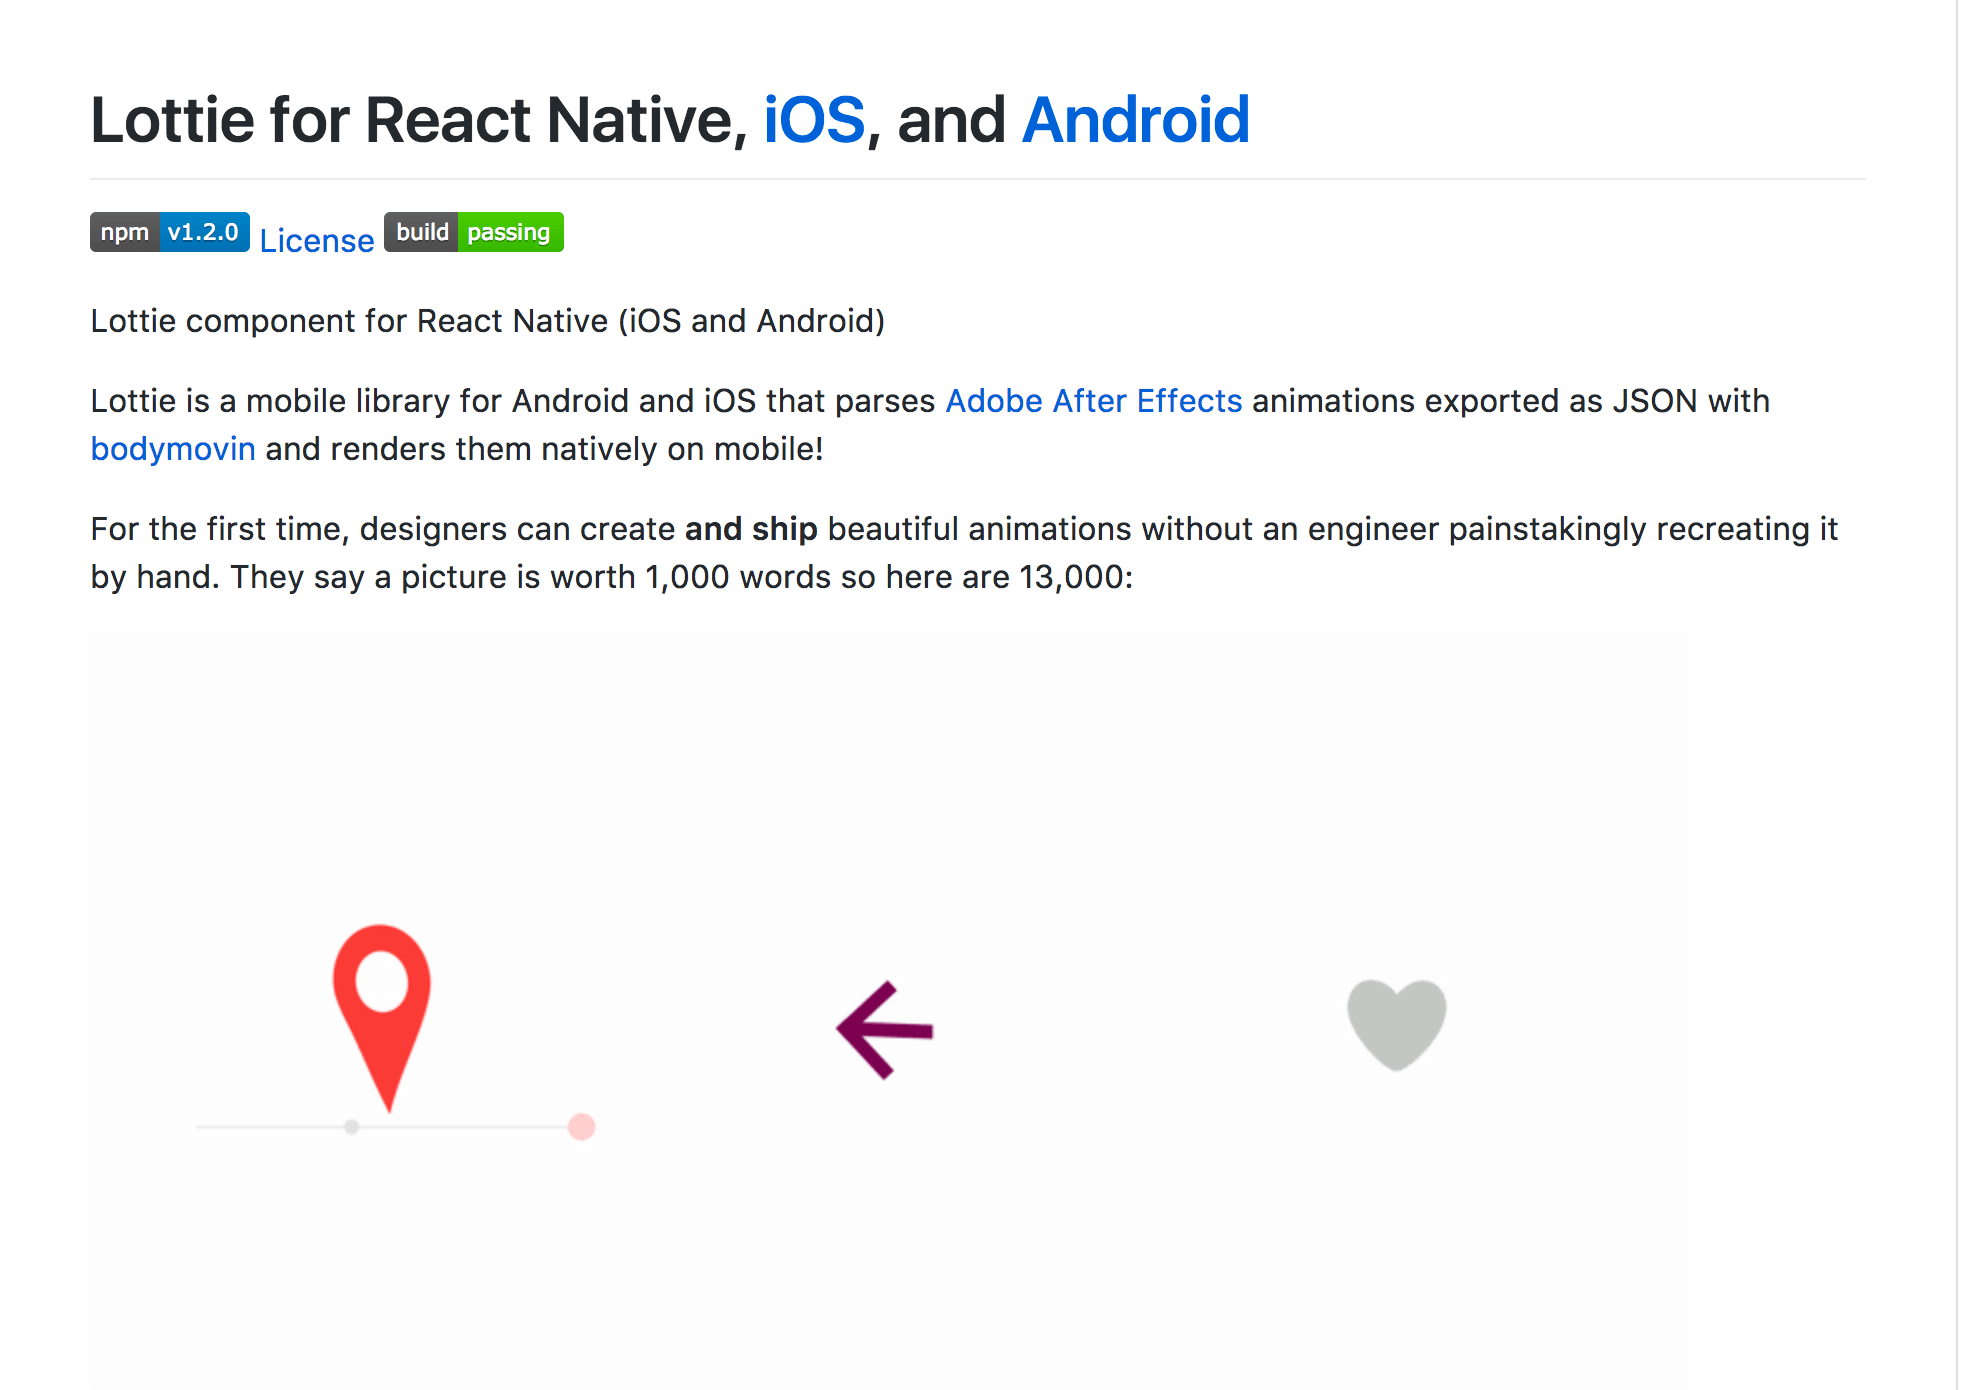 Lottie for React Native, iOS, and Android
npm v1.2.0 License build passing
Lottie component for React Native (iOS and Android)
Lottie is a mobile library for Android and iOS that parses Adobe After Effects animations exported as JSON with
bodymovin and renders them natively on mobile!
For the first time, designers can create and ship beautiful animations without an engineer painstakingly recreating it
by hand. They say a picture is worth 1,000 words so here are 13,000: